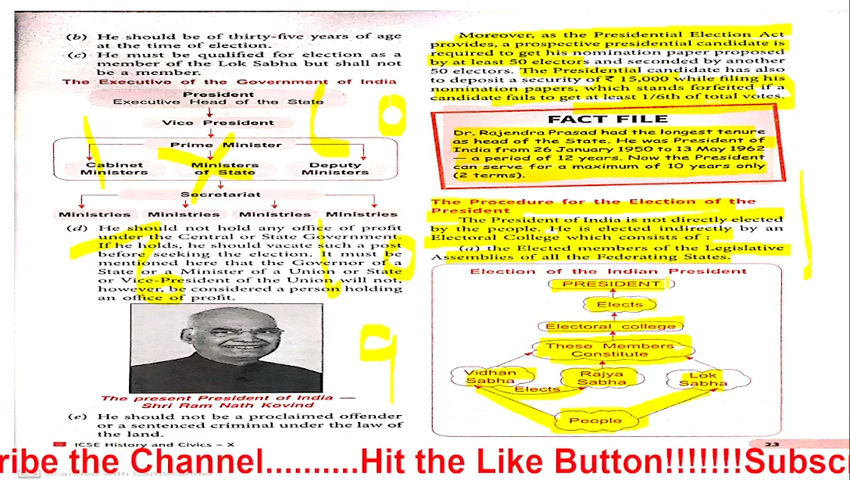 (b) He should be of thirty-five years of age
at the time of election.
(c) He must be qualified for election as a
member of the Lok Sabha but shall not
be a member.
The Executive of the Government of India
President
Executive Head of the State
Vice President
Prime Minister
Cabinet
Ministers
Ministers
of State
Deputy
Ministers
Secretariat
Ministries Ministries Ministries Ministries
(d) He should not hold any office of profit
under the Central or State Government.
If he holds, he should vacate such a post
before seeking the election. It must be
mentioned here that the Governor of a
State or a Minister of a Union or State
or Vice-President of the Union will not,
however, be considered a person holding
an office of profit.
The present President of India —
Shri Ram Nath Kovind
(e) He should not be a proclaimed offender
or a sentenced criminal under the law of
the land.
ICSE History and Civics – X
Moreover, as the Presidential Election Act
provides, a prospective presidential candidate is
required to get his nomination paper proposed
by at least 50 electors and seconded by another
50 electors. The Presidential candidate has also
to deposit a security of ₹ 15,000 while filing his
nomination papers, which stands forfeited if a
candidate fails to get at least 1/6th of total votes.
FACT FILE
Dr. Rajendra Prasad had the longest tenure
as head of the State. He was President of
India from 26 January 1950 to 13 May 1962
— a period of 12 years. Now the President
can serve for a maximum of 10 years only
(2 terms).
The Procedure for the Election of the
President
The President of India is not directly elected
by the people. He is elected indirectly by an
Electoral College which consists of :
(a) the Elected members of the Legislative
Assemblies of all the Federating States.
Election of the Indian President
PRESIDENT
Elects
Electoral college
These Members
Constitute
Vidhan
Sabha
Elects
Rajya
Sabha
Lok
Sabha
People
23
ribe the Channel..........Hit the Like Button!!!!!!!Subsc